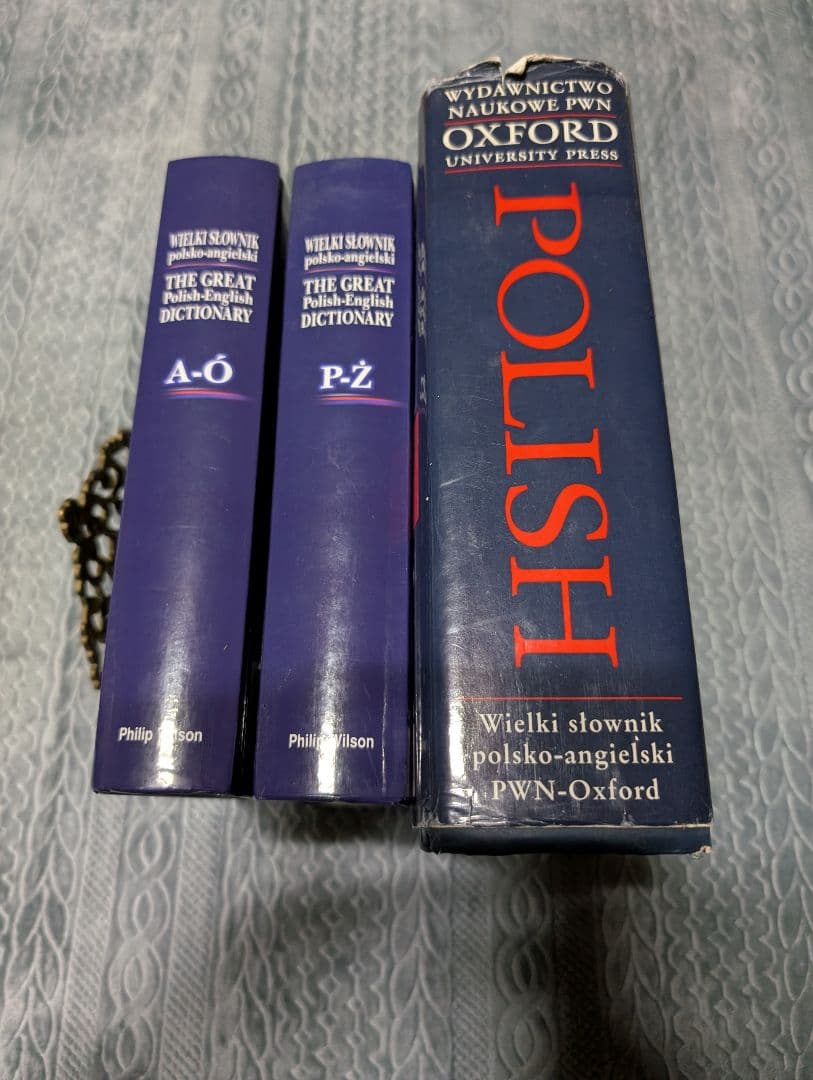 WIELKI SŁOWNIK
polsko-angielski
THE GREAT
Polish-English
DICTIONARY
A-Ó
Philip
WIELKI SŁOWNIK
polsko-angielski
THE GREAT
Polish-English
DICTIONARY
P-Ż
Philip Wilson
WYDAWNICTWO
NAUKOWE PWN
OXFORD
UNIVERSITY PRESS
POLISH
Wielki słownik
polsko-angielski
PWN-Oxford